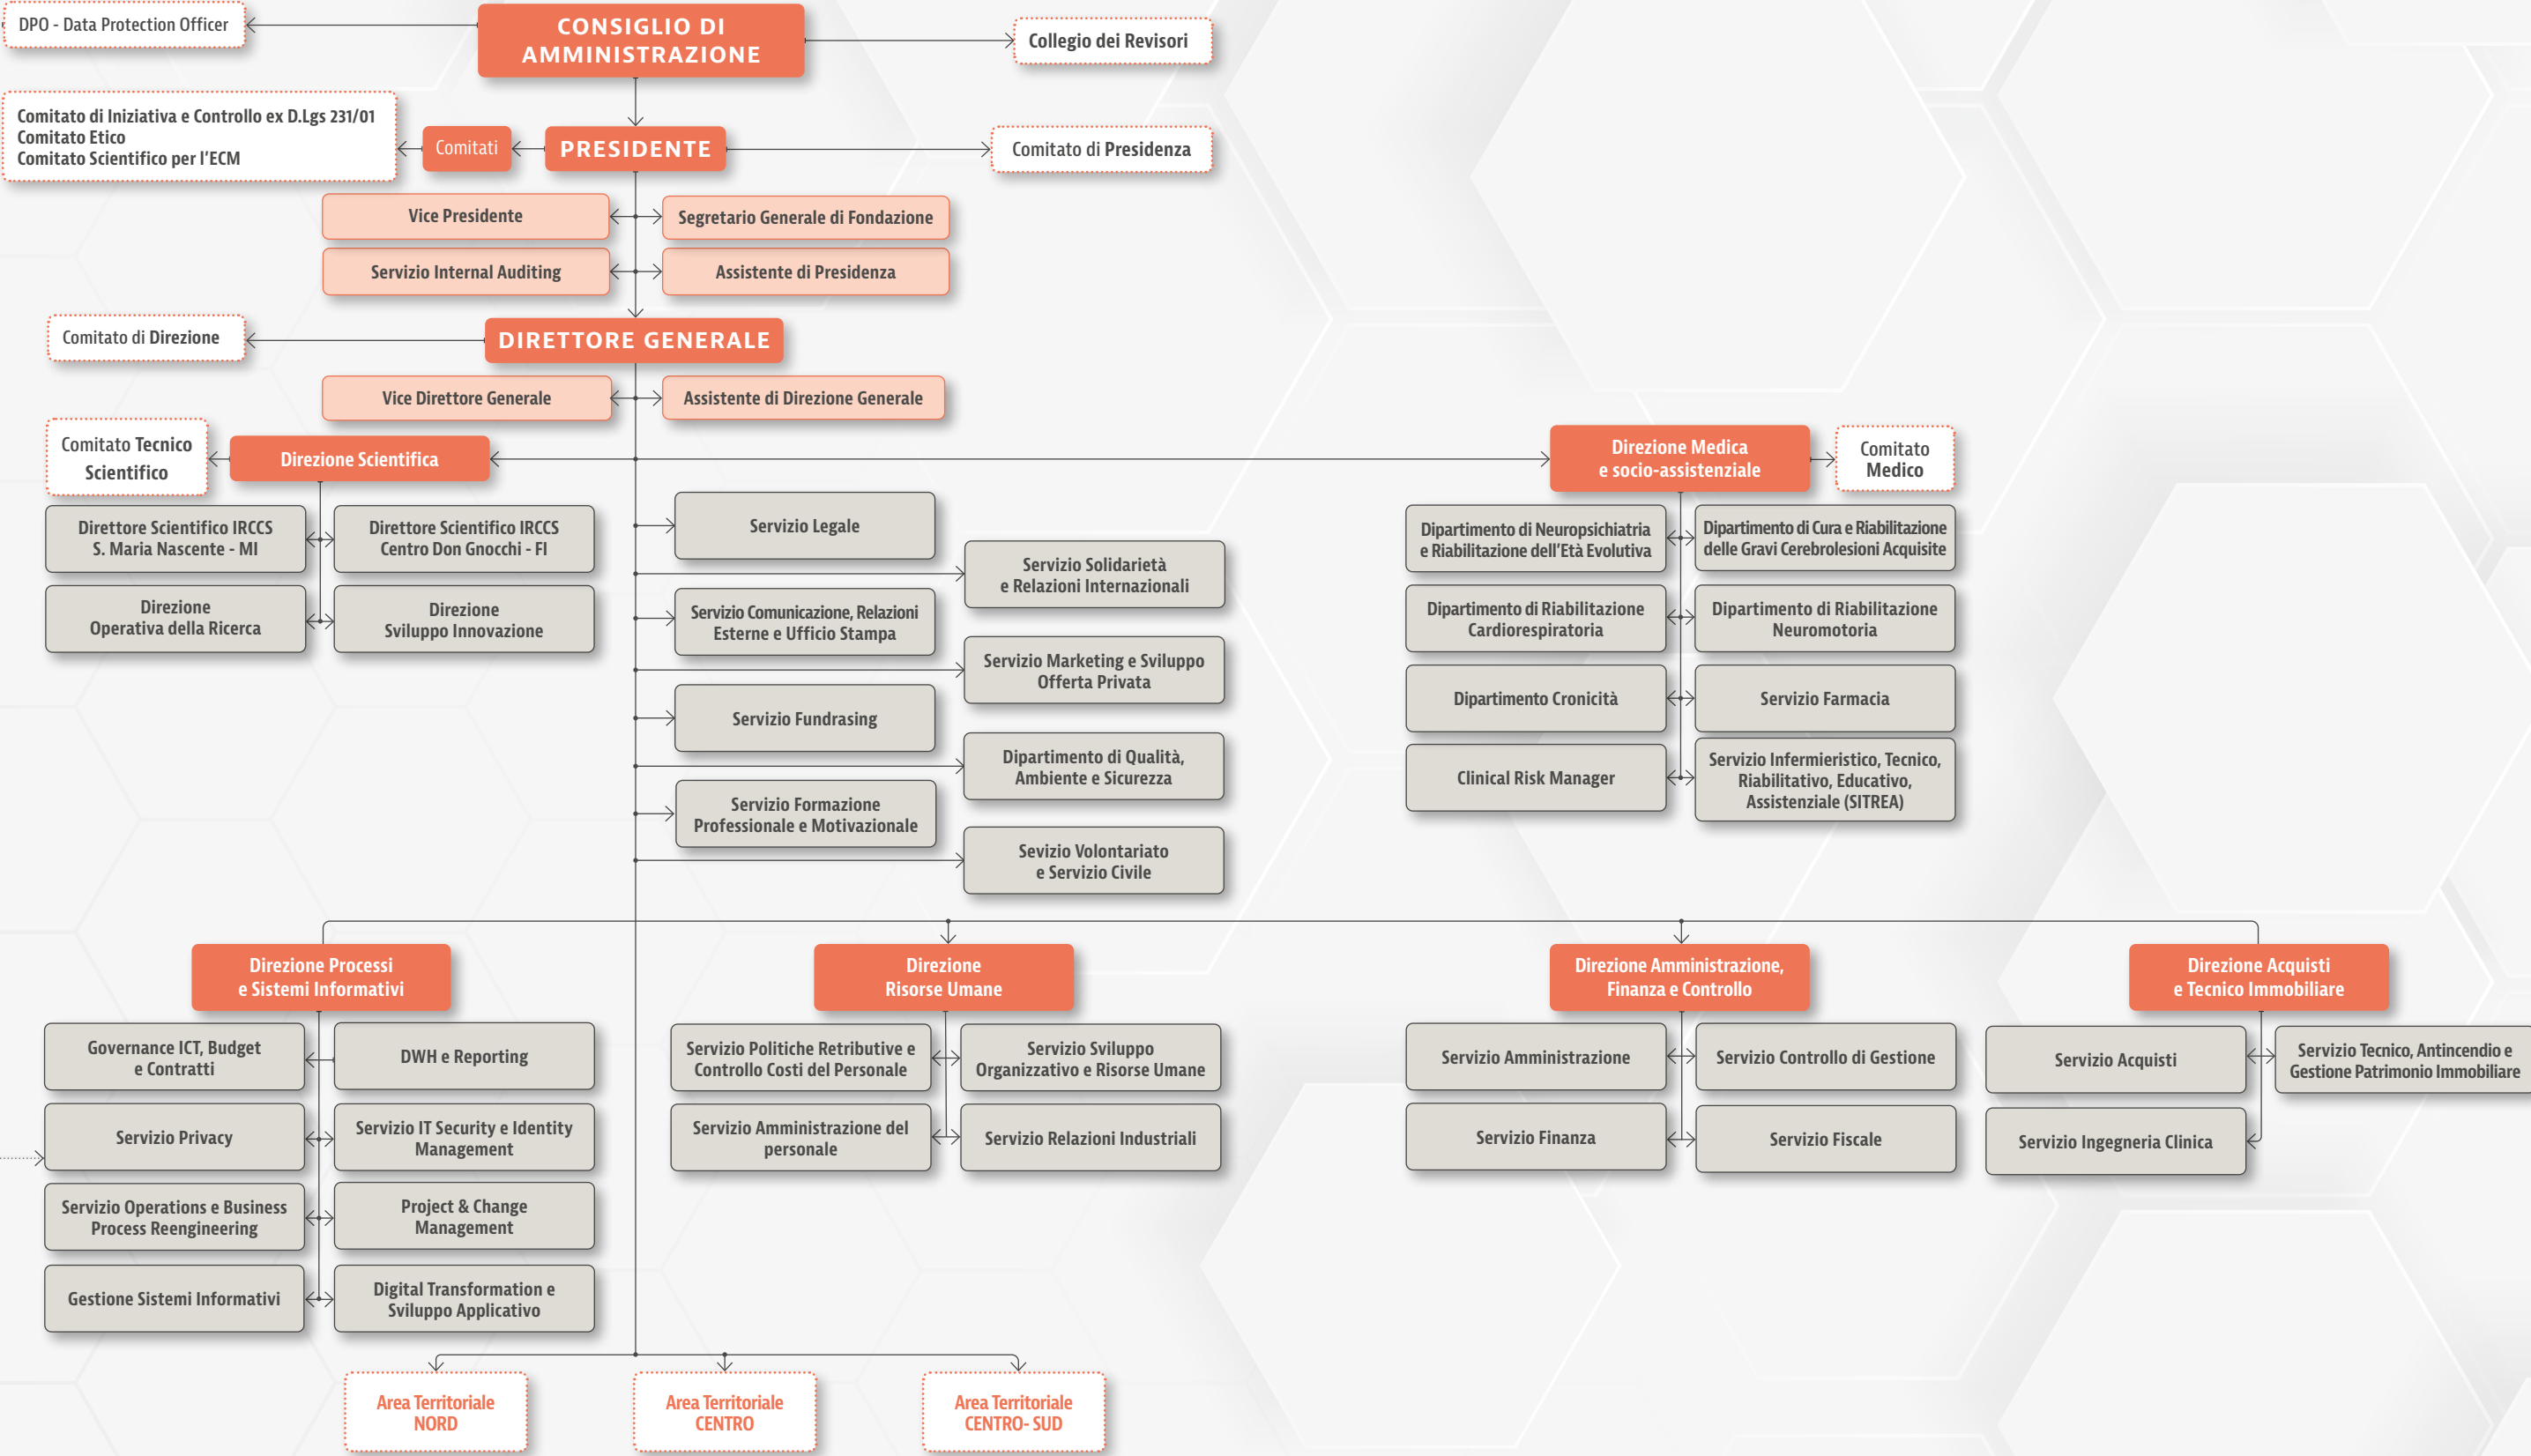 DPO - Data Protection Officer
CONSIGLIO DI
AMMINISTRAZIONE
Collegio dei Revisori
Comitato di Iniziativa e Controllo ex D.Lgs 231/01
Comitato Etico
Comitato Scientifico per l'ECM
Comitati
PRESIDENTE
Comitato di Presidenza
Vice Presidente
Segretario Generale di Fondazione
Servizio Internal Auditing
Assistente di Presidenza
Comitato di Direzione
DIRETTORE GENERALE
Vice Direttore Generale
Assistente di Direzione Generale
Comitato Tecnico
Scientifico
Direzione Scientifica
Direzione Medica
e socio-assistenziale
Comitato
Medico
Direttore Scientifico IRCCS
S. Maria Nascente - MI
Direttore Scientifico IRCCS
Centro Don Gnocchi - FI
Direzione
Operativa della Ricerca
Direzione
Sviluppo Innovazione
Servizio Legale
Servizio Solidarietà
e Relazioni Internazionali
Servizio Comunicazione, Relazioni
Esterne e Ufficio Stampa
Servizio Marketing e Sviluppo
Offerta Privata
Servizio Fundrasing
Dipartimento di Qualità,
Ambiente e Sicurezza
Servizio Formazione
Professionale e Motivazionale
Sevizio Volontariato
e Servizio Civile
Dipartimento di Neuropsichiatria
e Riabilitazione dell'Età Evolutiva
Dipartimento di Cura e Riabilitazione
delle Gravi Cerebrolesioni Acquisite
Dipartimento di Riabilitazione
Cardiorespiratoria
Dipartimento di Riabilitazione
Neuromotoria
Dipartimento Cronicità
Servizio Farmacia
Clinical Risk Manager
Servizio Infermieristico, Tecnico,
Riabilitativo, Educativo,
Assistenziale (SITREA)
Direzione Processi
e Sistemi Informativi
Direzione
Risorse Umane
Direzione Amministrazione,
Finanza e Controllo
Direzione Acquisti
e Tecnico Immobiliare
Governance ICT, Budget
e Contratti
DWH e Reporting
Servizio Privacy
Servizio IT Security e Identity
Management
Servizio Operations e Business
Process Reengineering
Project & Change
Management
Gestione Sistemi Informativi
Digital Transformation e
Sviluppo Applicativo
Servizio Politiche Retributive e
Controllo Costi del Personale
Servizio Sviluppo
Organizzativo e Risorse Umane
Servizio Amministrazione del
personale
Servizio Relazioni Industriali
Servizio Amministrazione
Servizio Controllo di Gestione
Servizio Finanza
Servizio Fiscale
Servizio Acquisti
Servizio Tecnico, Antincendio e
Gestione Patrimonio Immobiliare
Servizio Ingegneria Clinica
Area Territoriale
NORD
Area Territoriale
CENTRO
Area Territoriale
CENTRO- SUD